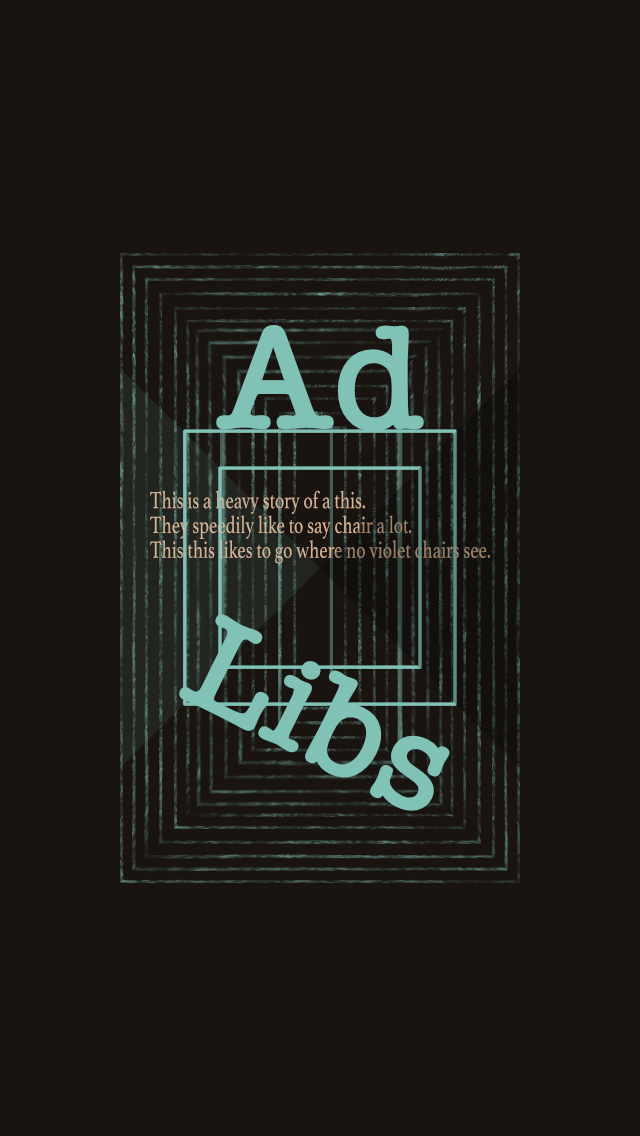 Ad
This is a heavy story of a this.
They speedily like to say chair a lot.
This this likes to go where no violet chairs see.
Libs